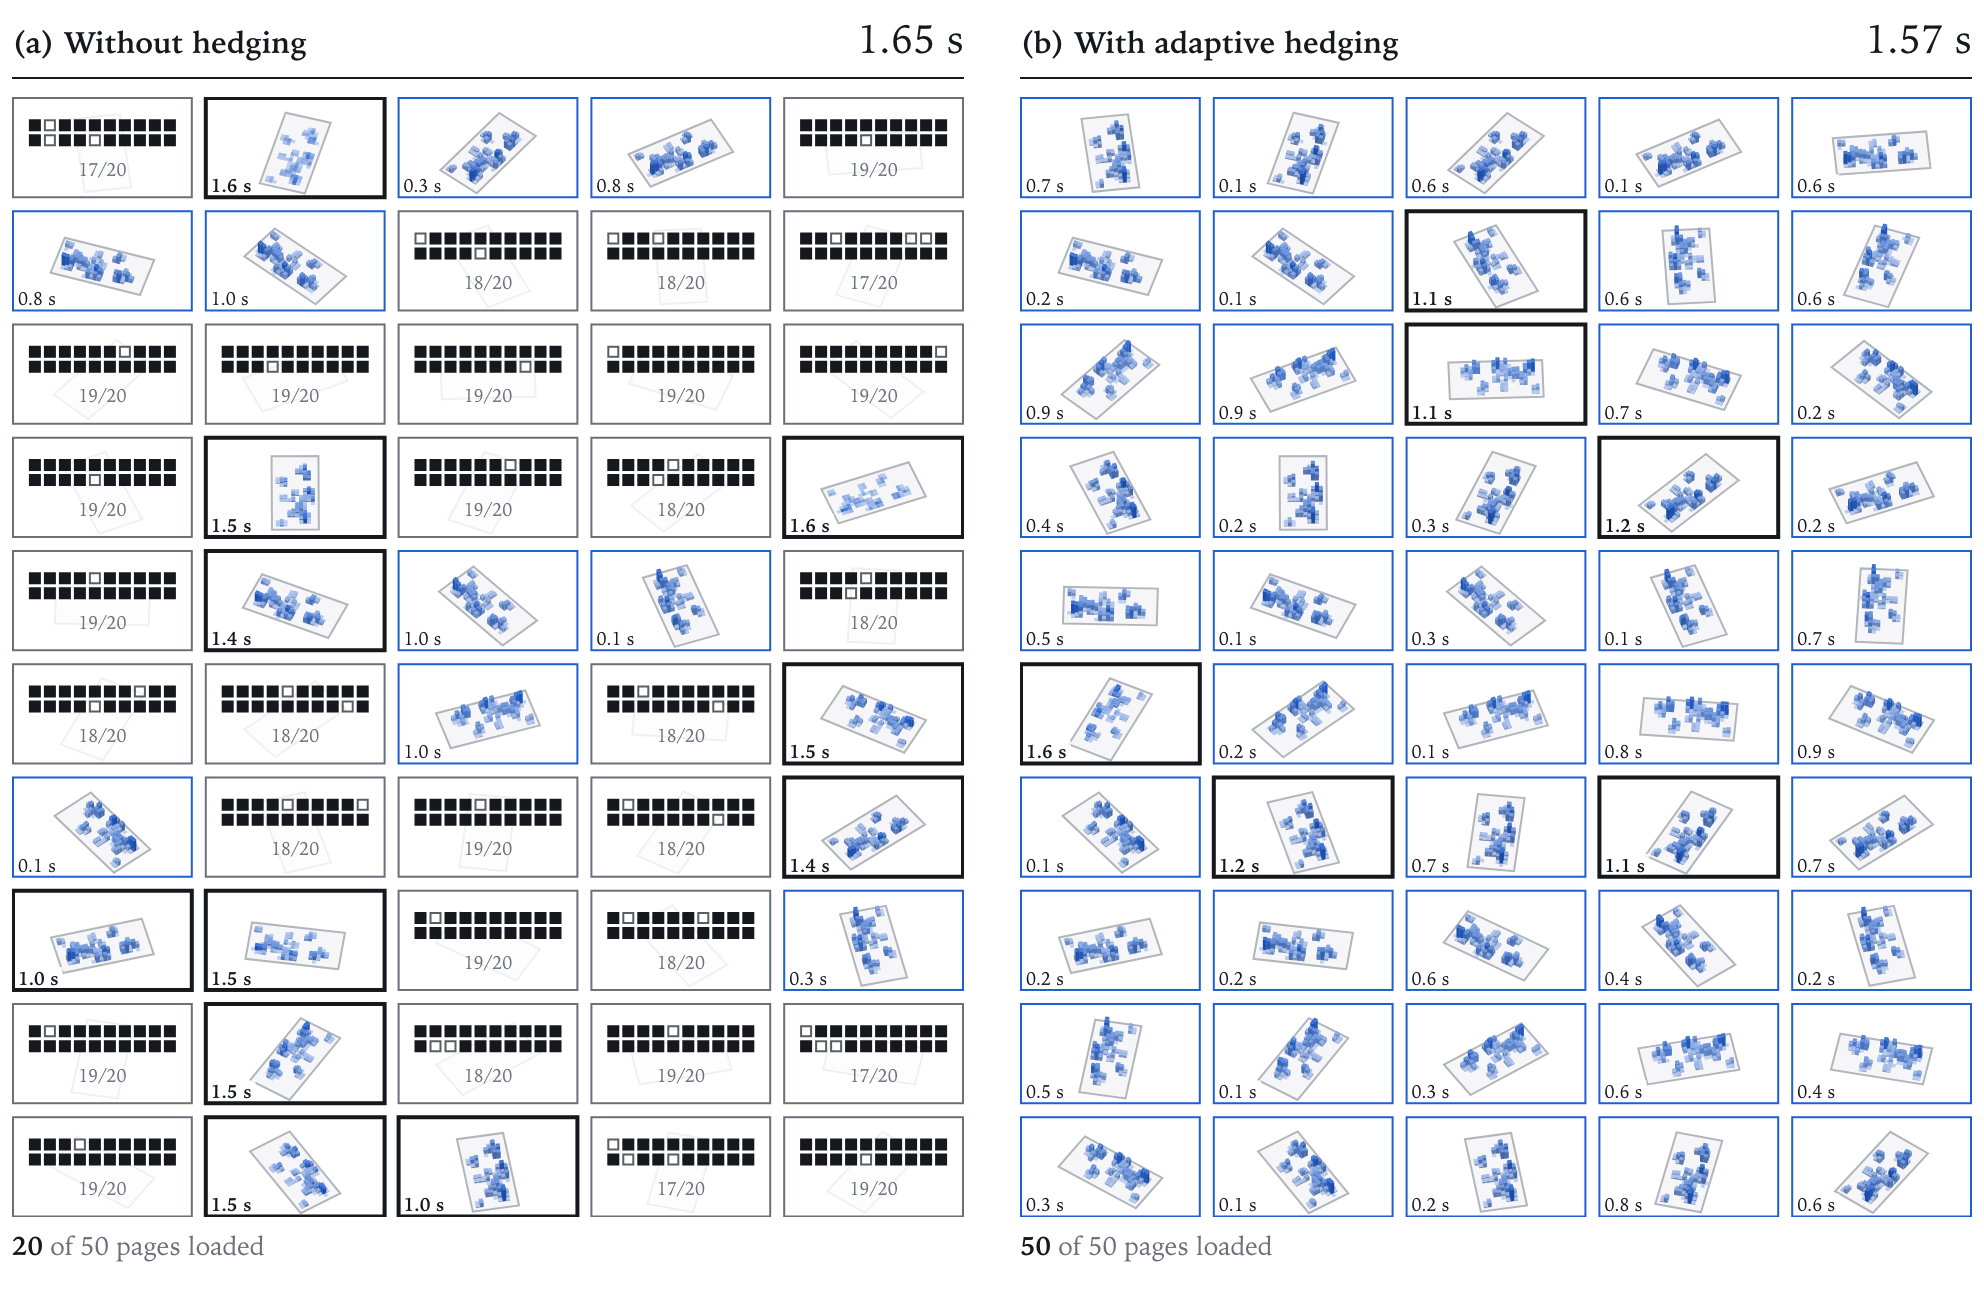 (a) Without hedging 1.65 s
17/20 1.6 s 0.3 s 0.8 s 19/20
0.8 s 1.0 s 18/20 18/20 17/20
19/20 19/20 19/20 19/20 19/20
19/20 1.5 s 19/20 18/20 1.6 s
19/20 1.4 s 1.0 s 0.1 s 18/20
18/20 18/20 1.0 s 18/20 1.5 s
0.1 s 18/20 19/20 18/20 1.4 s
1.0 s 1.5 s 19/20 18/20 0.3 s
19/20 1.5 s 18/20 19/20 17/20
19/20 1.5 s 1.0 s 17/20 19/20
20 of 50 pages loaded
(b) With adaptive hedging 1.57 s
0.7 s 0.1 s 0.6 s 0.1 s 0.6 s
0.2 s 0.1 s 1.1 s 0.6 s 0.6 s
0.9 s 0.9 s 1.1 s 0.7 s 0.2 s
0.4 s 0.2 s 0.3 s 1.2 s 0.2 s
0.5 s 0.1 s 0.3 s 0.1 s 0.7 s
1.6 s 0.2 s 0.1 s 0.8 s 0.9 s
0.1 s 1.2 s 0.7 s 1.1 s 0.7 s
0.2 s 0.2 s 0.6 s 0.4 s 0.2 s
0.5 s 0.1 s 0.3 s 0.6 s 0.4 s
0.3 s 0.1 s 0.2 s 0.8 s 0.6 s
50 of 50 pages loaded